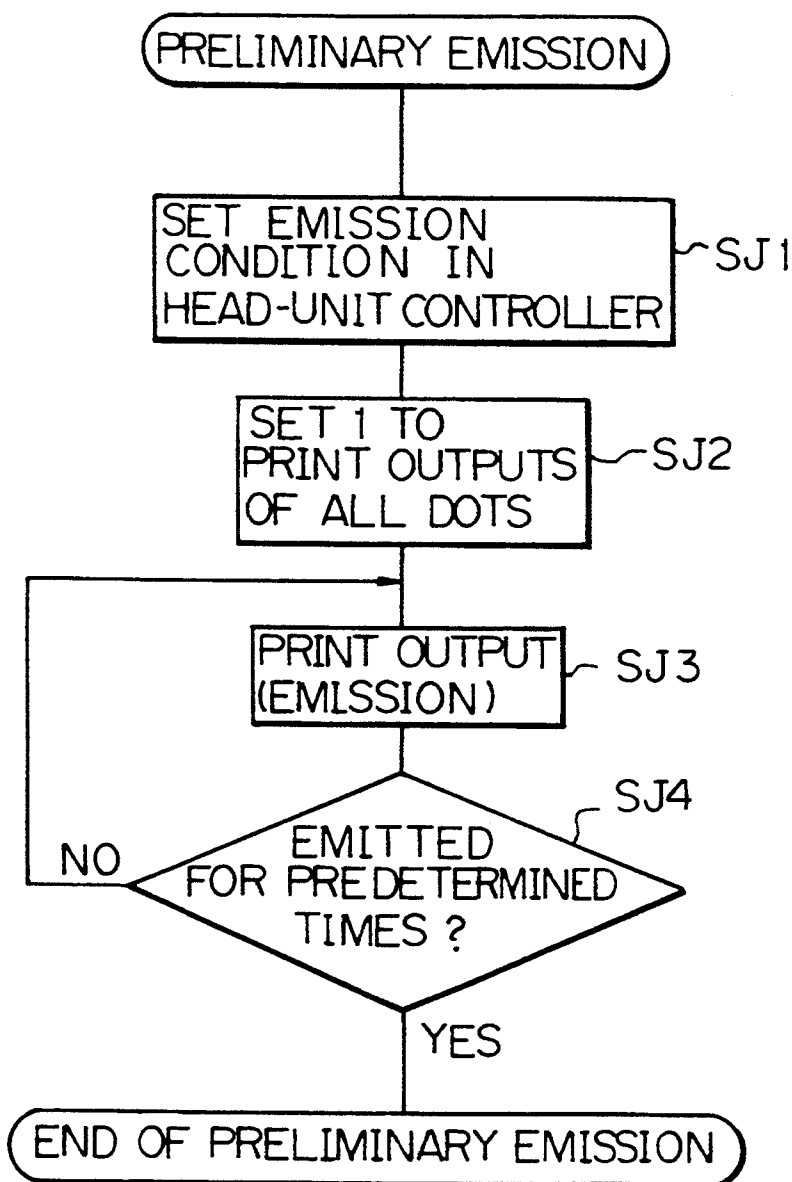 PRELIMINARY EMISSION
SET EMISSION
CONDITION IN
HEAD-UNIT CONTROLLER
SJ1
SET 1 TO
PRINT OUTPUTS
OF ALL DOTS
SJ2
PRINT OUTPUT
(EMISSION)
SJ3
SJ4
EMITTED
FOR PREDETERMINED
TIMES ?
NO
YES
END OF PRELIMINARY EMISSION